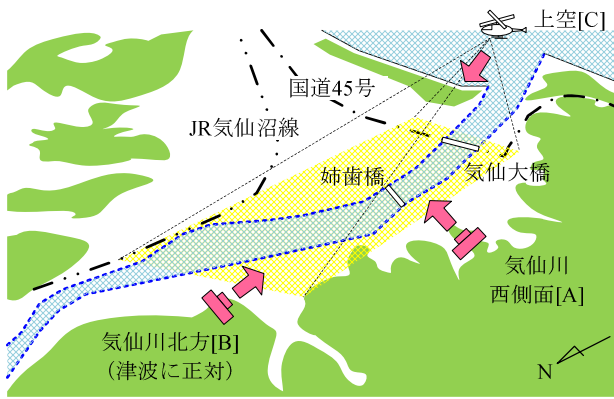 上空[C]
国道45号
JR気仙沼線
姉歯橋
気仙大橋
気仙川
西側面[A]
気仙川北方[B]
（津波に正対）
N